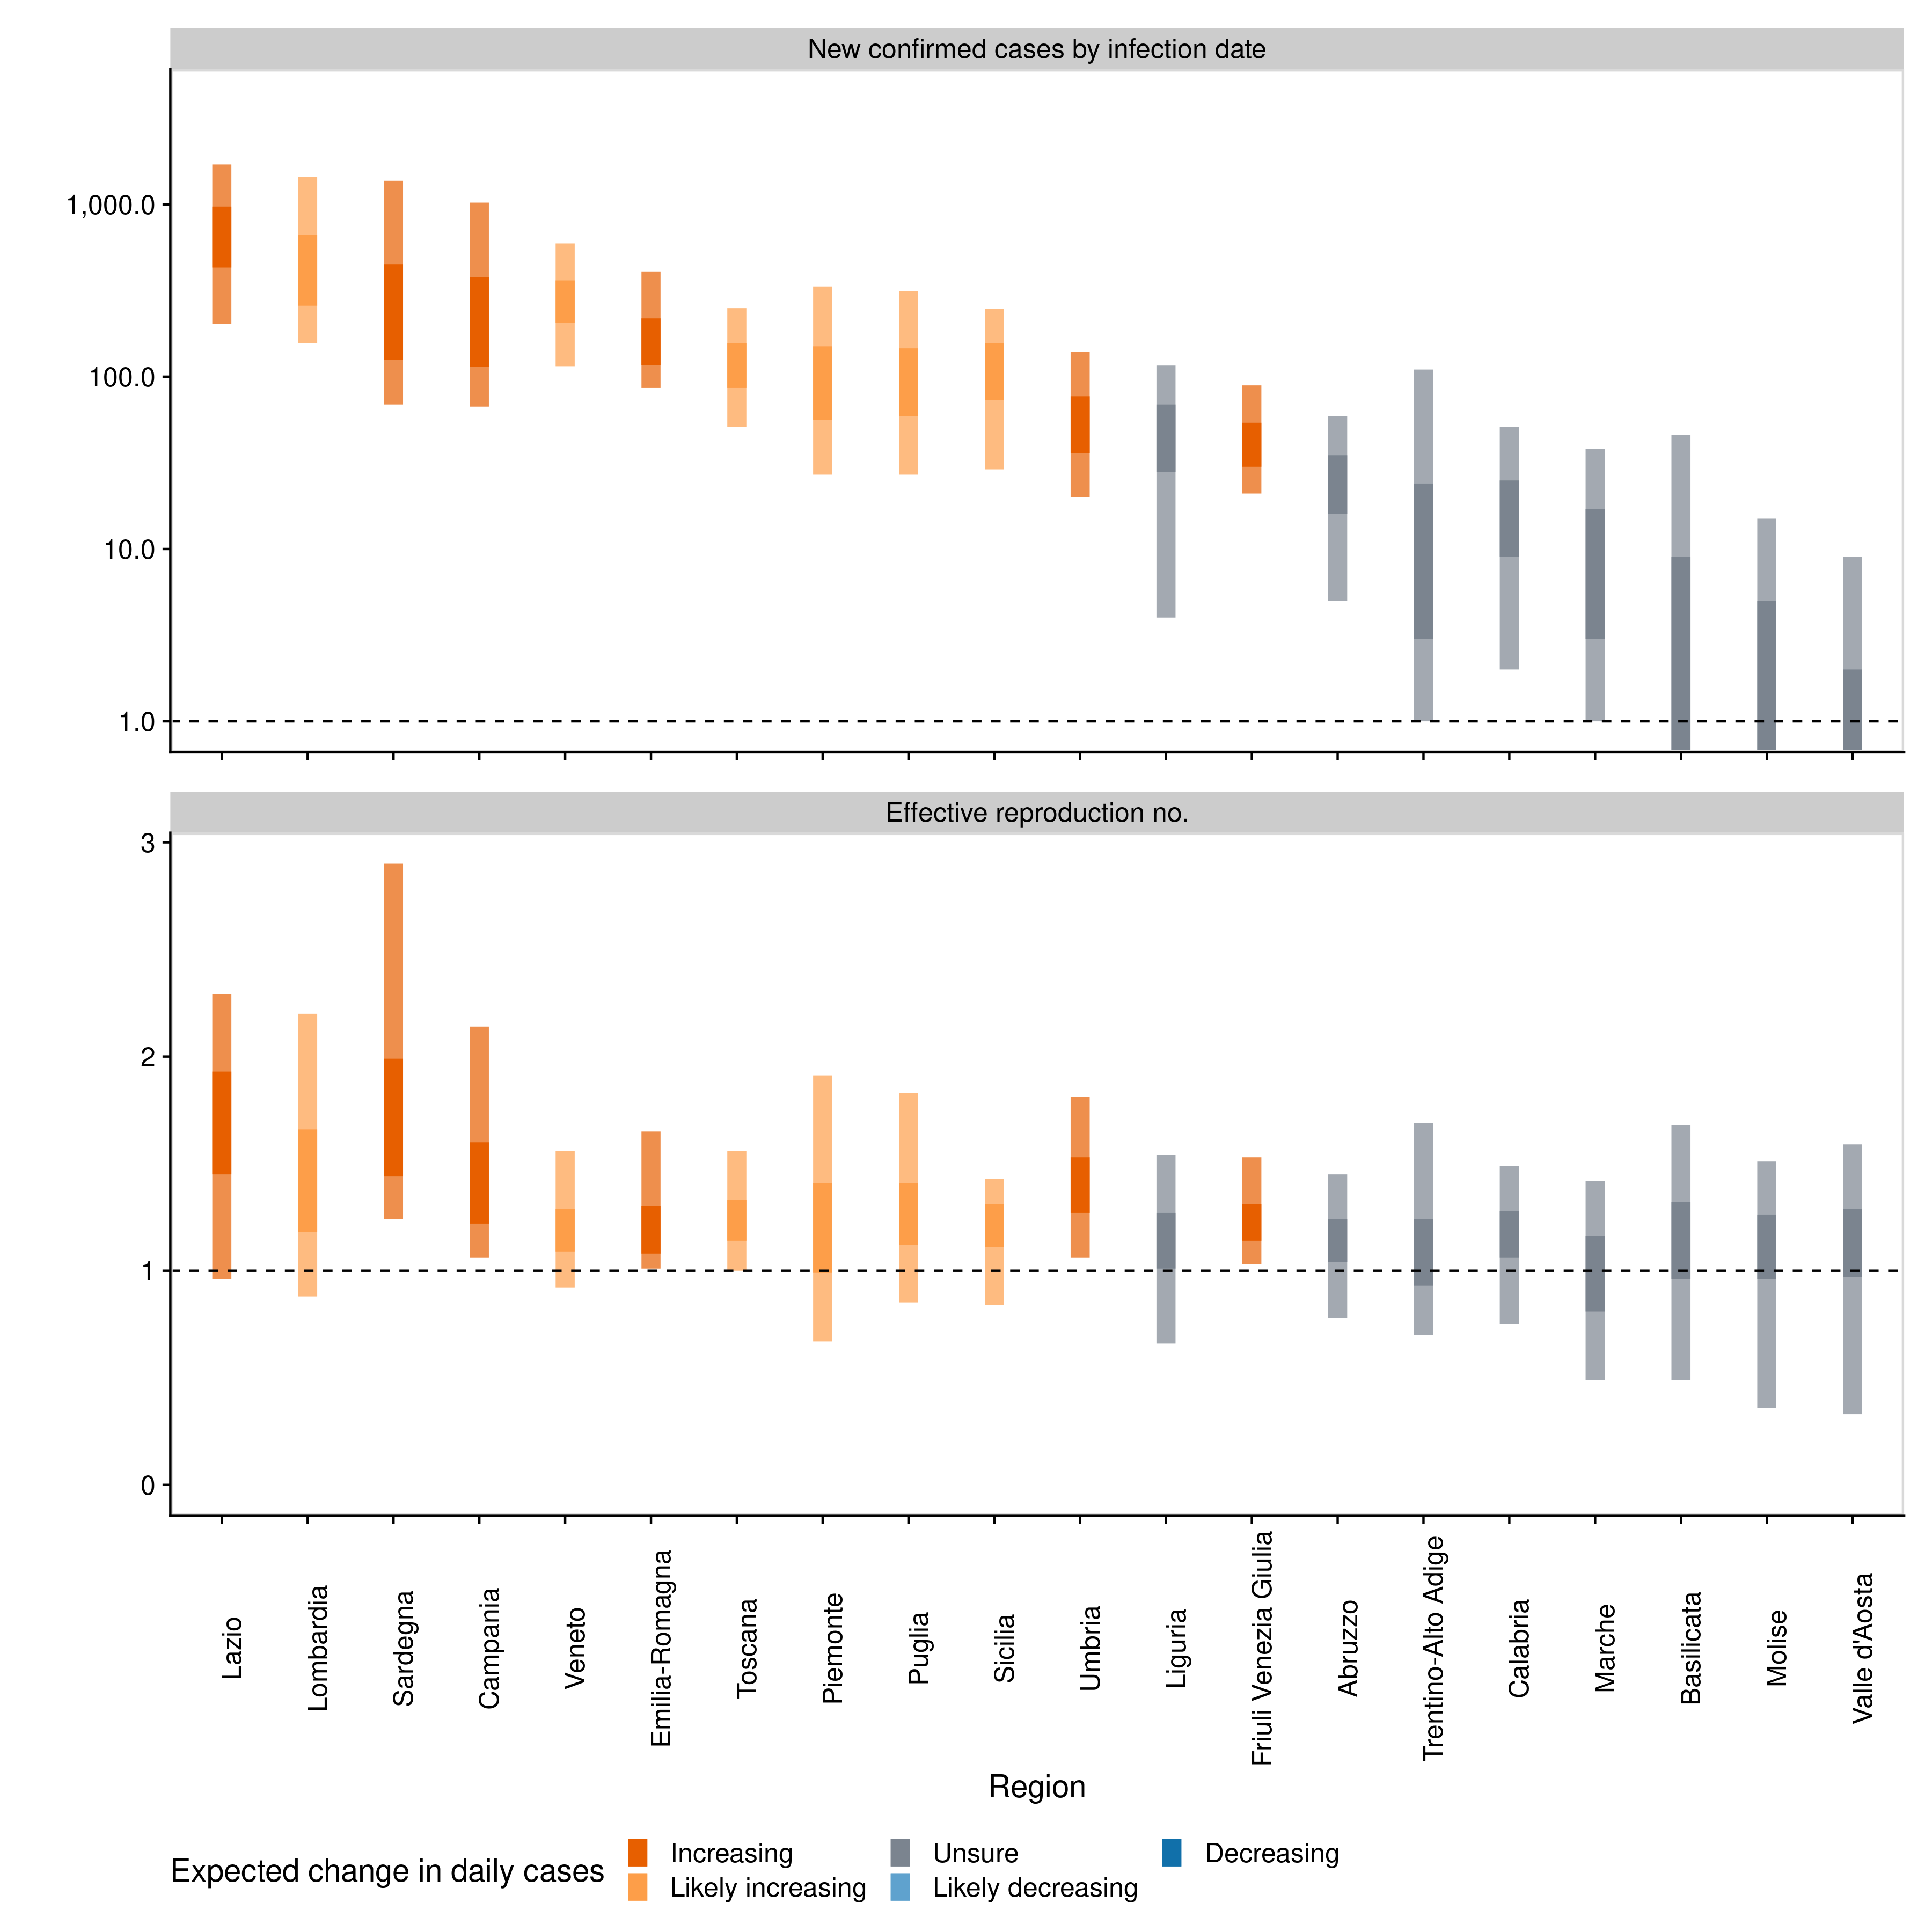 New confirmed cases by infection date
1,000.0
100.0
10.0
1.0
Effective reproduction no.
3
2
1
0
Lazio
Lombardia
Sardegna
Campania
Veneto
Emilia-Romagna
Toscana
Piemonte
Puglia
Sicilia
Umbria
Liguria
Friuli Venezia Giulia
Abruzzo
Trentino-Alto Adige
Calabria
Marche
Basilicata
Molise
Valle d'Aosta
Region
Expected change in daily cases
Increasing
Likely increasing
Unsure
Likely decreasing
Decreasing